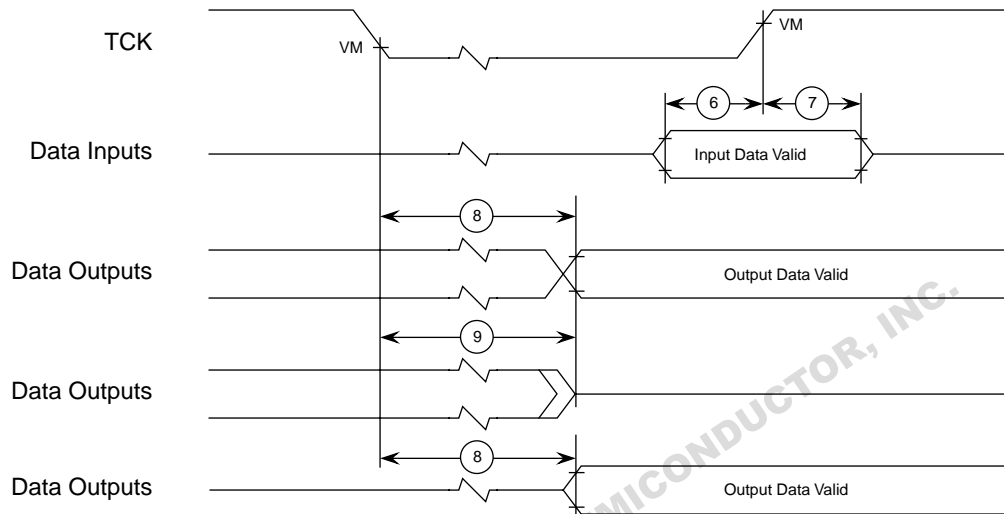 TCK
VM
VM
6
7
Data Inputs
Input Data Valid
8
Data Outputs
Output Data Valid
9
Data Outputs
8
Data Outputs
Output Data Valid
MICONDUCTOR, INC.